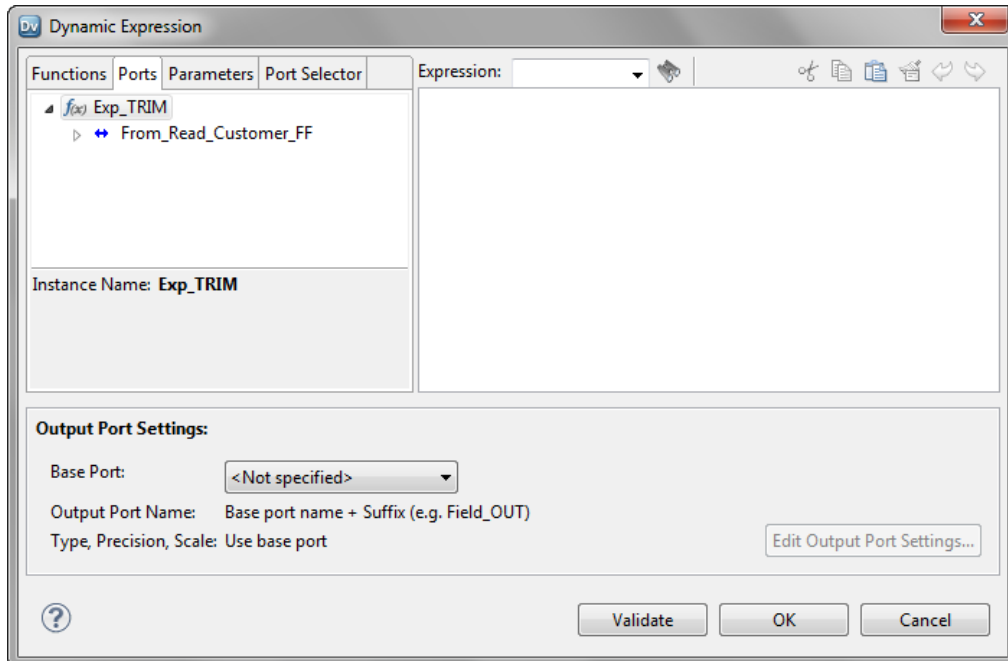 Dv Dynamic Expression
Functions Ports Parameters Port Selector
Expression:
f(x) Exp_TRIM
From_Read_Customer_FF
Instance Name: Exp_TRIM
Output Port Settings:
Base Port: <Not specified>
Output Port Name: Base port name + Suffix (e.g. Field_OUT)
Type, Precision, Scale: Use base port
Edit Output Port Settings...
? Validate OK Cancel